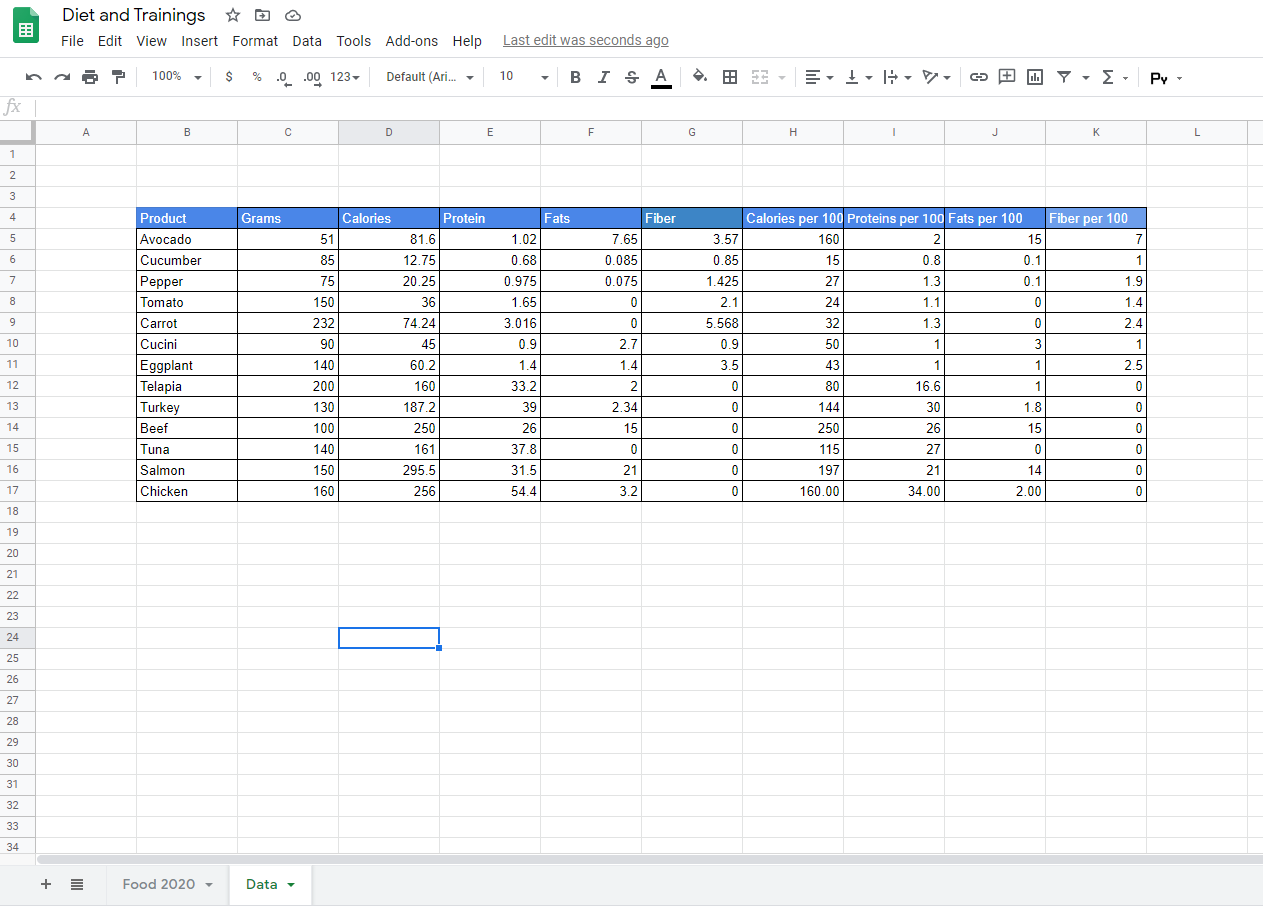 Diet and Trainings
File Edit View Insert Format Data Tools Add-ons Help Last edit was seconds ago
100% $ % .0 .00 123 Default (Ari... 10 B I S A Σ Py
fx
A B C D E F G H I J K L
1
2
3
4 Product Grams Calories Protein Fats Fiber Calories per 100 Proteins per 100 Fats per 100 Fiber per 100
5 Avocado 51 81.6 1.02 7.65 3.57 160 2 15 7
6 Cucumber 85 12.75 0.68 0.085 0.85 15 0.8 0.1 1
7 Pepper 75 20.25 0.975 0.075 1.425 27 1.3 0.1 1.9
8 Tomato 150 36 1.65 0 2.1 24 1.1 0 1.4
9 Carrot 232 74.24 3.016 0 5.568 32 1.3 0 2.4
10 Cucini 90 45 0.9 2.7 0.9 50 1 3 1
11 Eggplant 140 60.2 1.4 1.4 3.5 43 1 1 2.5
12 Telapia 200 160 33.2 2 0 80 16.6 1 0
13 Turkey 130 187.2 39 2.34 0 144 30 1.8 0
14 Beef 100 250 26 15 0 250 26 15 0
15 Tuna 140 161 37.8 0 0 115 27 0 0
16 Salmon 150 295.5 31.5 21 0 197 21 14 0
17 Chicken 160 256 54.4 3.2 0 160.00 34.00 2.00 0
18
19
20
21
22
23
24
25
26
27
28
29
30
31
32
33
34
Food 2020 Data